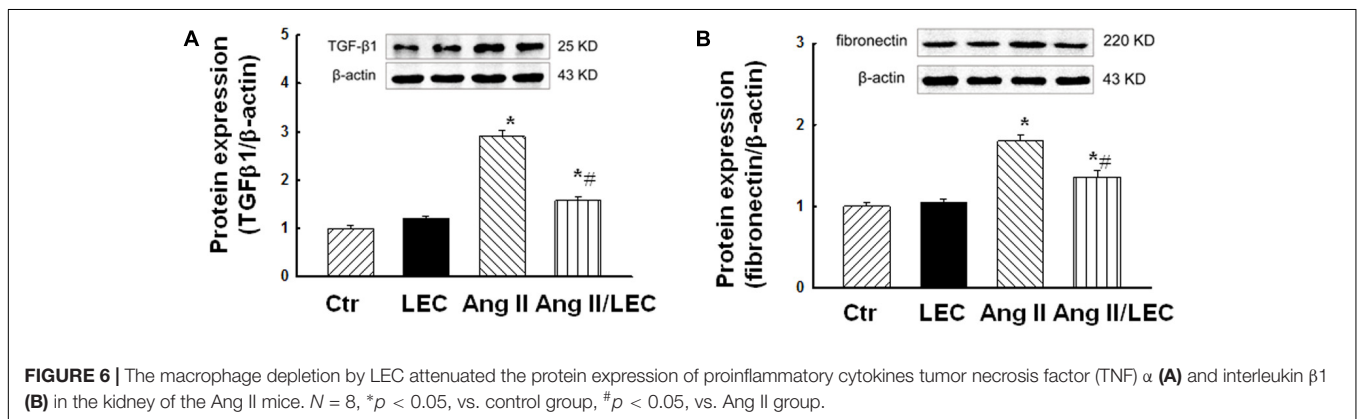 A
Protein expression
(TGFβ1/β-actin)
5
4
3
2
1
0
TGF-β1
25 KD
β-actin
43 KD
*
*#
Ctr
LEC
Ang II
Ang II/LEC
B
Protein expression
(fibronectin/β-actin)
3
2
1
0
fibronectin
220 KD
β-actin
43 KD
*
*#
Ctr
LEC
Ang II
Ang II/LEC
FIGURE 6 | The macrophage depletion by LEC attenuated the protein expression of proinflammatory cytokines tumor necrosis factor (TNF) α (A) and interleukin β1
(B) in the kidney of the Ang II mice. N = 8, *p < 0.05, vs. control group, #p < 0.05, vs. Ang II group.